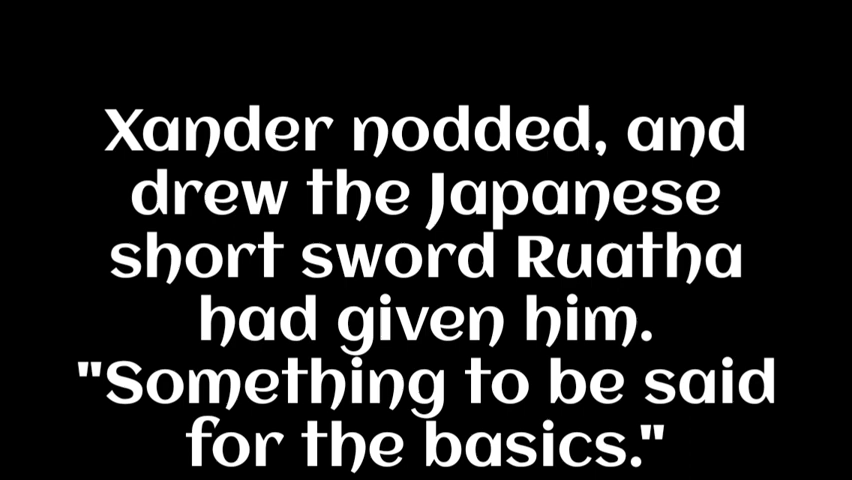 Xander nodded, and
drew the Japanese
short sword Ruatha
had given him.
"Something to be said
for the basics."